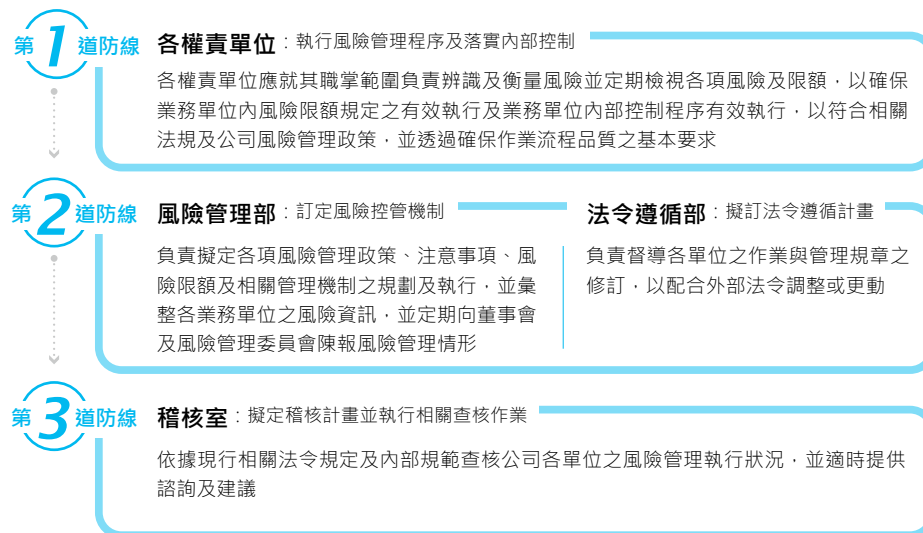 第1道防線 各權責單位：執行風險管理程序及落實內部控制
各權責單位應就其職掌範圍負責辨識及衡量風險並定期檢視各項風險及限額，以確保
業務單位內風險限額規定之有效執行及業務單位內部控制程序有效執行，以符合相關
法規及公司風險管理政策，並透過確保作業流程品質之基本要求
第2道防線 風險管理部：訂定風險控管機制
負責擬定各項風險管理政策、注意事項、風
險限額及相關管理機制之規劃及執行，並彙
整各業務單位之風險資訊，並定期向董事會
及風險管理委員會陳報風險管理情形
法令遵循部：擬訂法令遵循計畫
負責督導各單位之作業與管理規章之
修訂，以配合外部法令調整或更動
第3道防線 稽核室：擬定稽核計畫並執行相關查核作業
依據現行相關法令規定及內部規範查核公司各單位之風險管理執行狀況，並適時提供
諮詢及建議